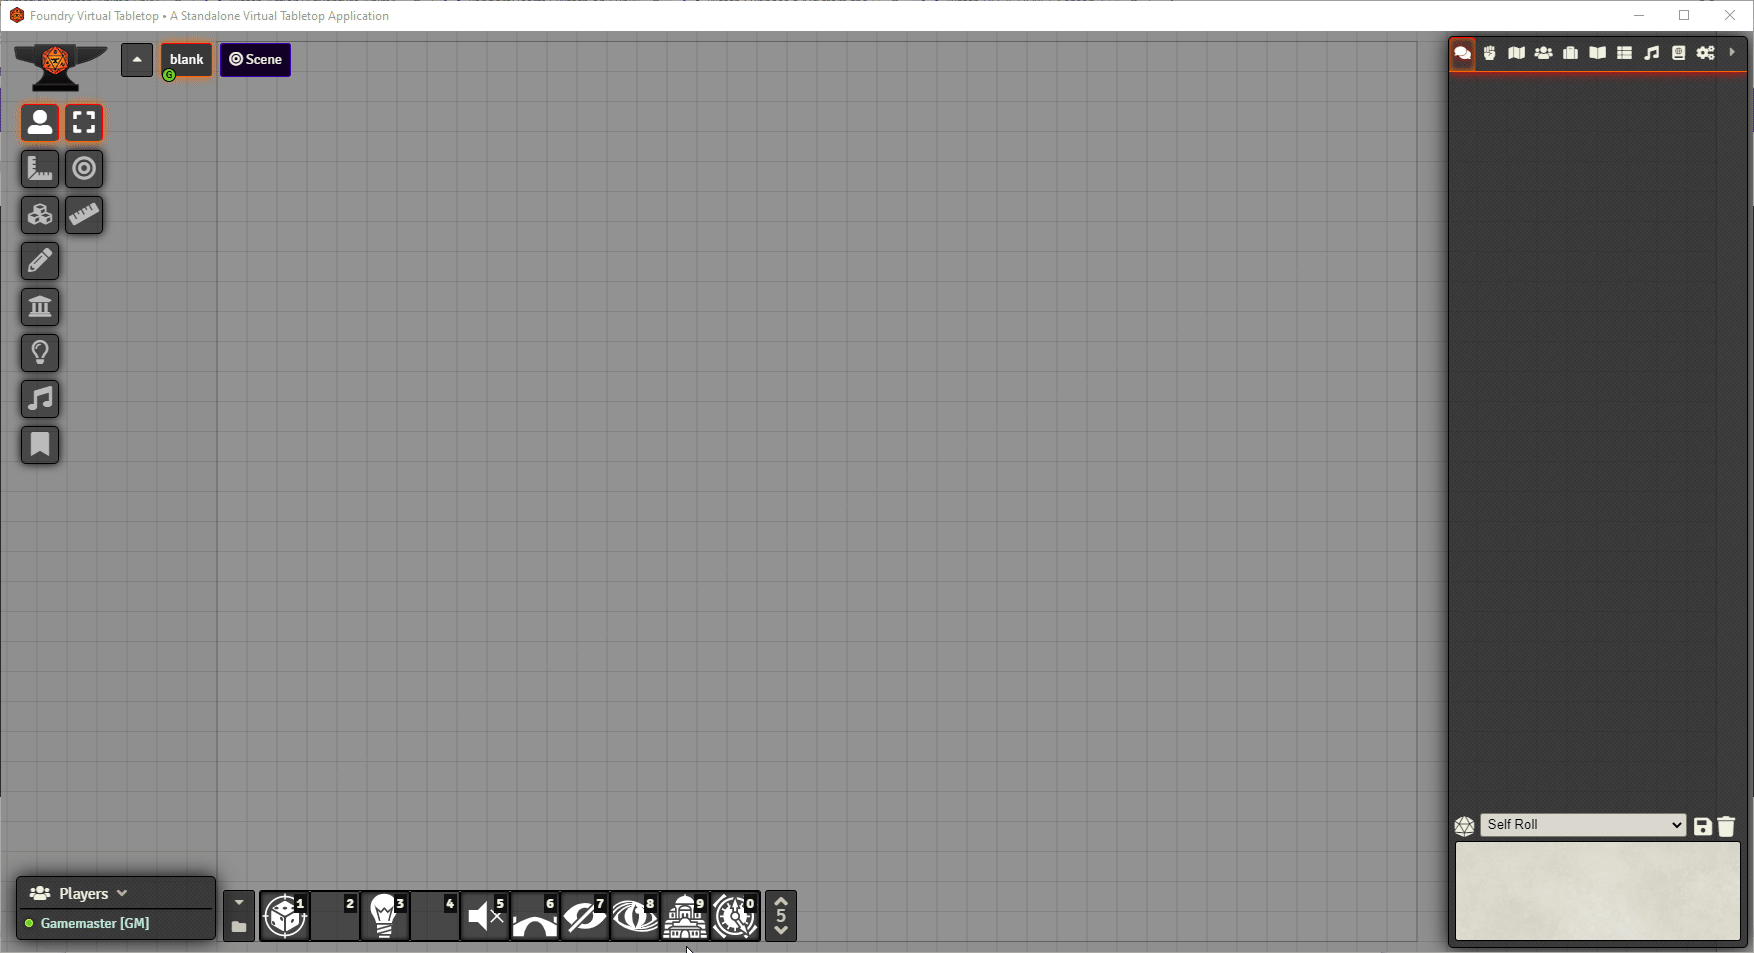 Foundry Virtual Tabletop • A Standalone Virtual Tabletop Application
blank
G
Scene
Self Roll
Players
Gamemaster [GM]
1 2 3 4 5 6 7 8 9 0
5